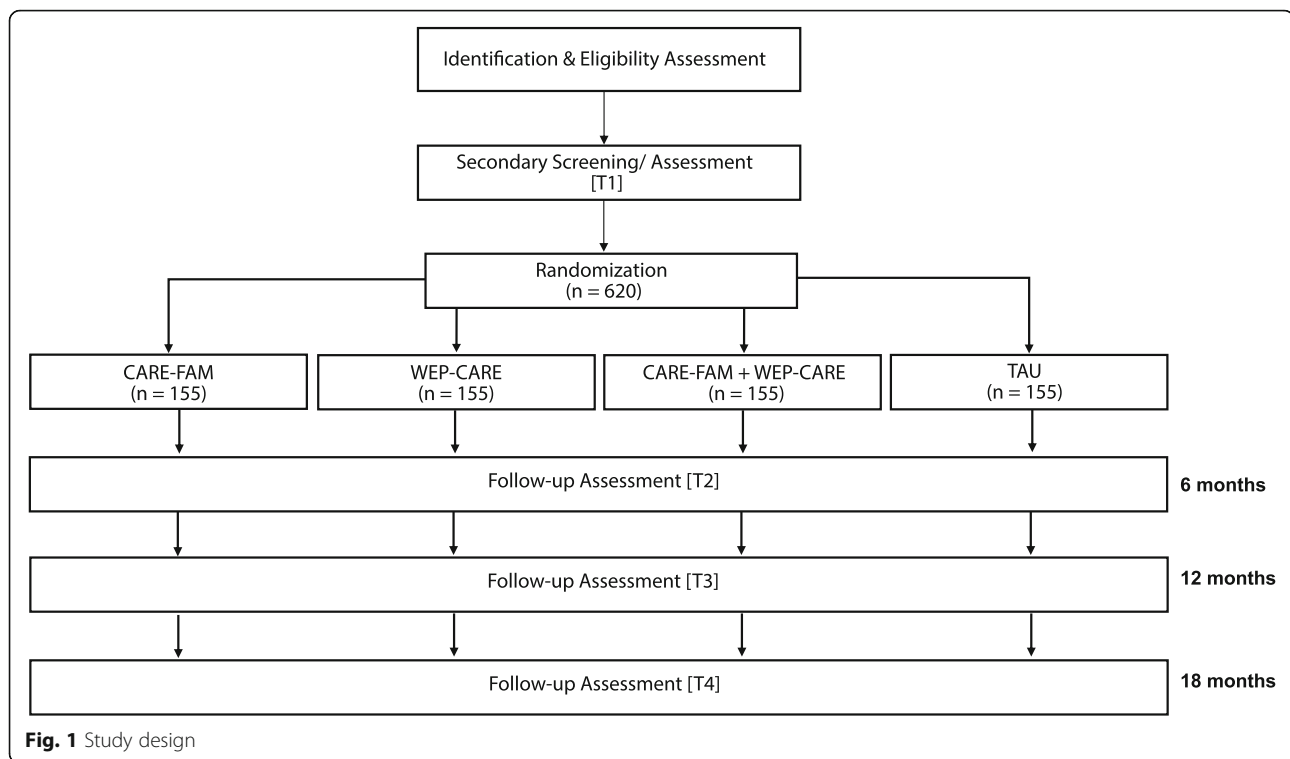 Identification & Eligibility Assessment
Secondary Screening/ Assessment
[T1]
Randomization
(n = 620)
CARE-FAM
(n = 155)
WEP-CARE
(n = 155)
CARE-FAM + WEP-CARE
(n = 155)
TAU
(n = 155)
Follow-up Assessment [T2]
6 months
Follow-up Assessment [T3]
12 months
Follow-up Assessment [T4]
18 months
Fig. 1 Study design